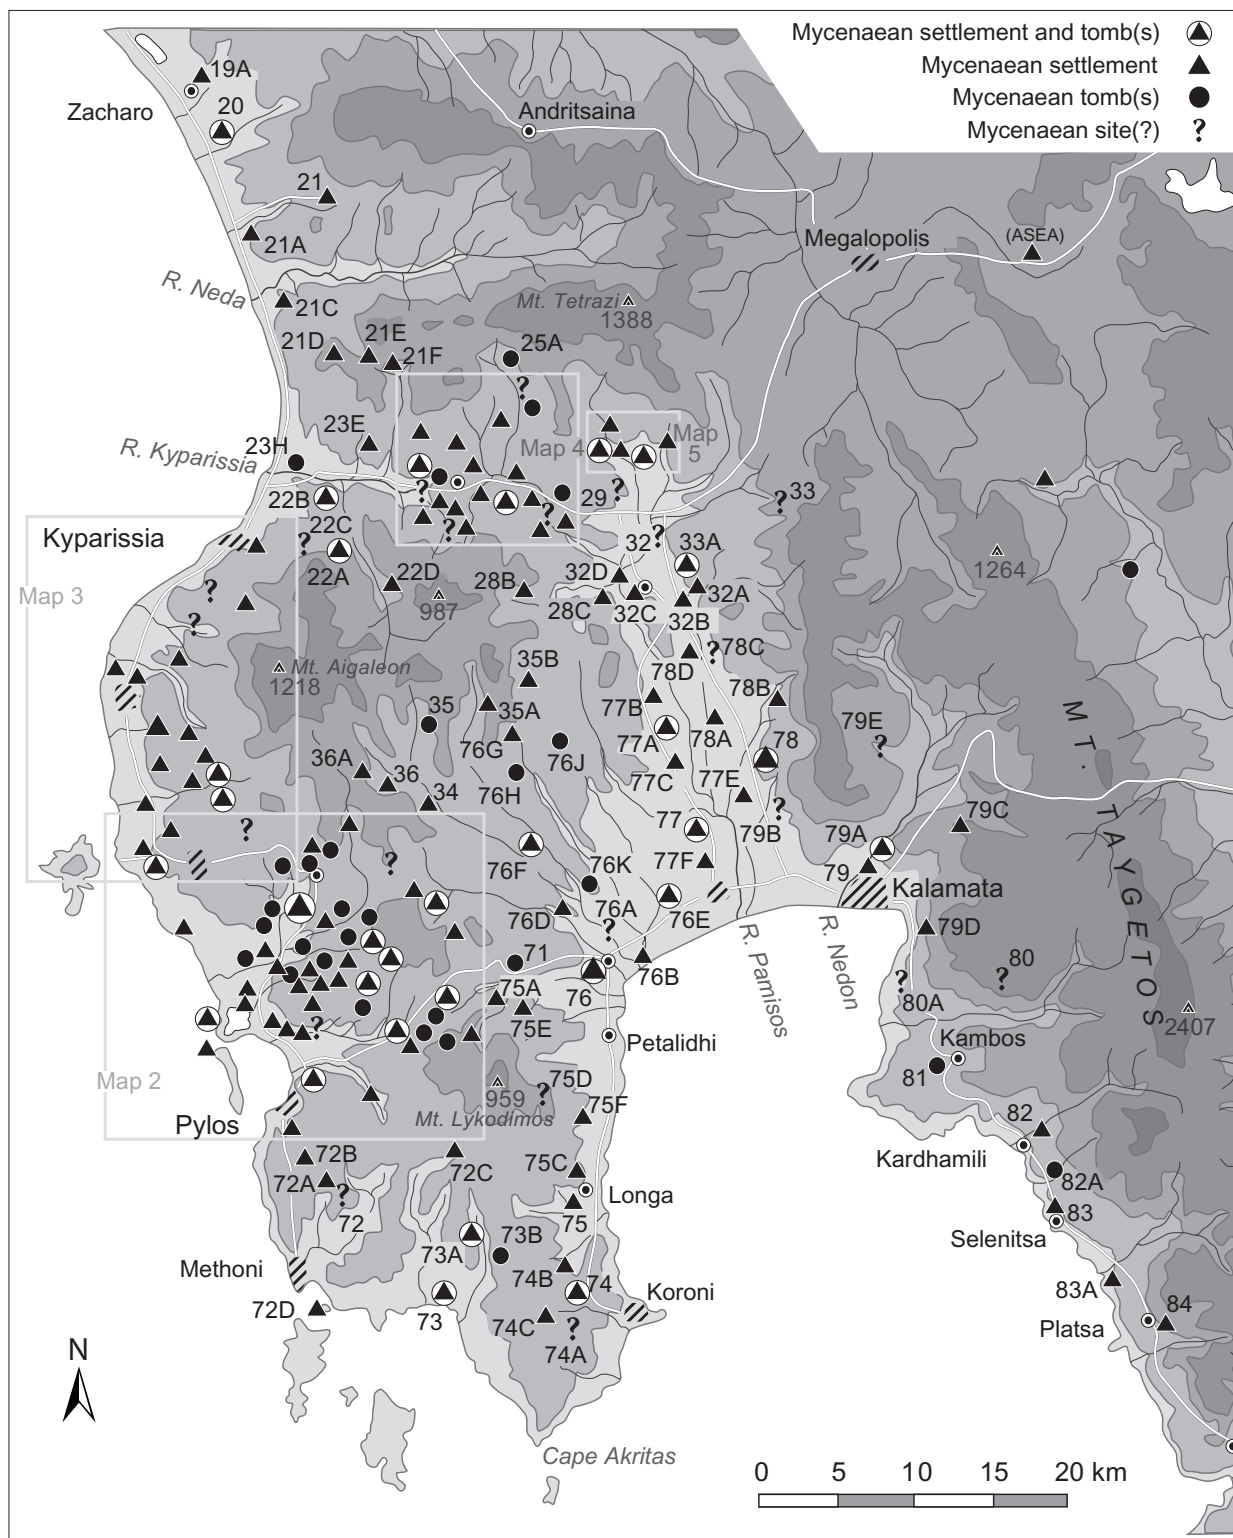 Mycenaean settlement and tomb(s)
Mycenaean settlement
Mycenaean tomb(s)
Mycenaean site(?)
?
19A
Zacharo
20
Andritsaina
21
21A
Megalopolis
(ASEA)
R. Neda
21C
Mt. Tetrazi
1388
21D
21E
21F
25A
?
23E
23H
R. Kyparissia
Map 4
Map
5
22B
?
29
?
?
33
22C
?
?
?
32
?
33A
Kyparissia
22A
22D
987
28B
32D
28C
32C
32A
32B
Map 3
?
1264
?
78C
?
Mt. Aigaleon
1218
35B
78D
78B
35
35A
77B
76G
76J
77A
78A
79E
?
78
36A
36
77C
77E
76H
34
79B
?
79C
77
79A
?
?
76F
77F
79
76K
Kalamata
76A
76E
76D
?
79D
71
R. Pamisos
R. Nedon
80
?
?
80A
76
76B
75A
75E
?
Petalidhi
2407
Kambos
81
MT. TAYGETOS
Map 2
959
75D
?
Mt. Lykodimos
75F
Pylos
82
72B
72C
75C
Kardhamili
72A
?
72
Longa
82A
75
83
73B
Selenitsa
73A
Methoni
74B
74
Koroni
83A
72D
73
74C
?
74A
84
Platsa
N
Cape Akritas
0 5 10 15 20 km